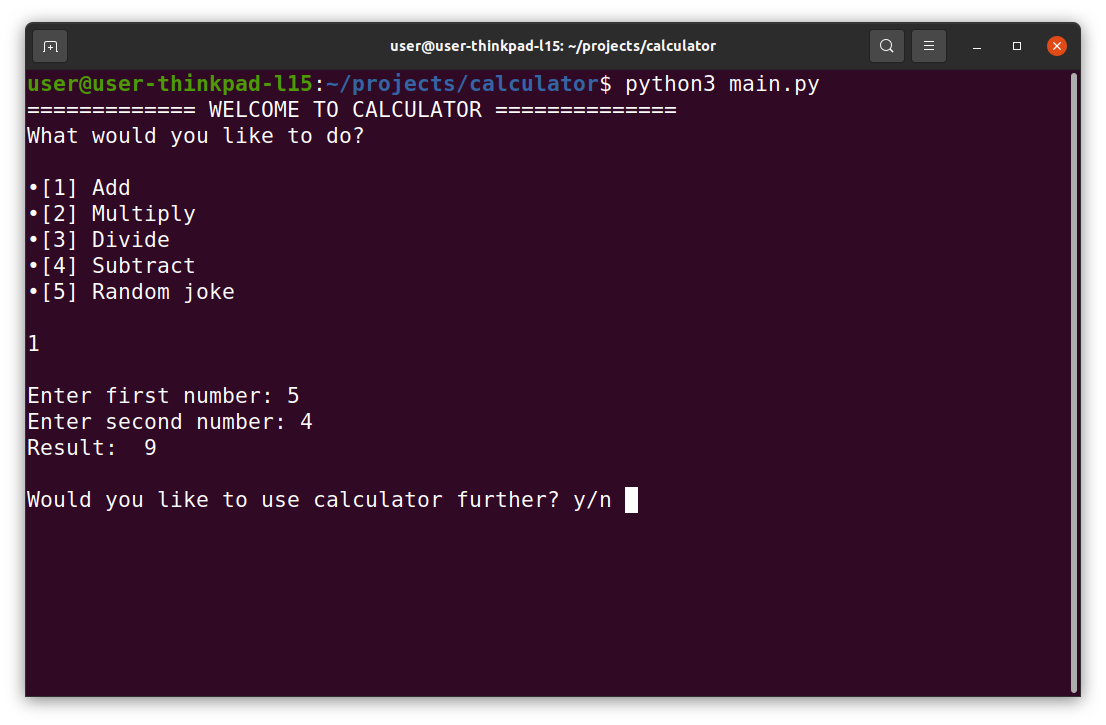 user@user-thinkpad-l15: ~/projects/calculator
user@user-thinkpad-l15:~/projects/calculator$ python3 main.py
============= WELCOME TO CALCULATOR ==============
What would you like to do?
•[1] Add
•[2] Multiply
•[3] Divide
•[4] Subtract
•[5] Random joke
1
Enter first number: 5
Enter second number: 4
Result:  9
Would you like to use calculator further? y/n